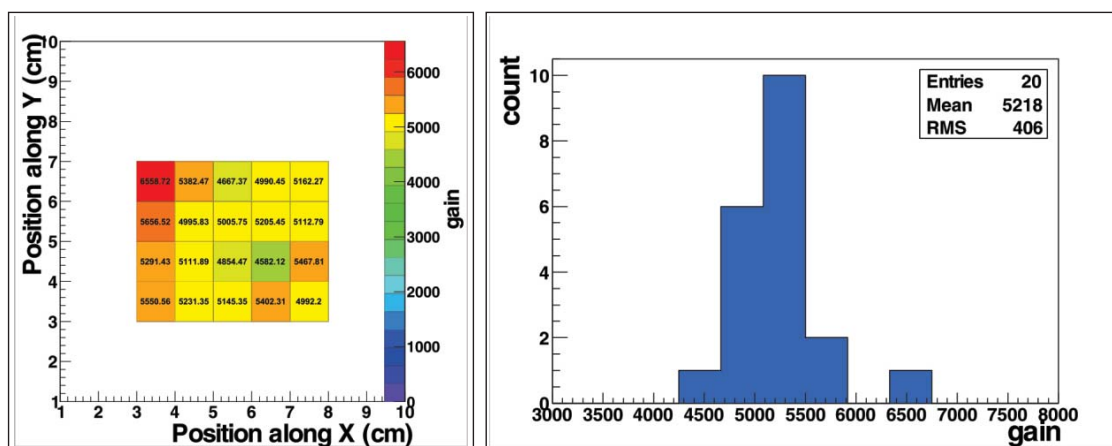 Position along Y (cm)
10
9
8
7
6
5
4
3
2
1
6558.72 5382.47 4667.37 4990.45 5162.27
5656.52 4995.83 5005.75 5205.45 5112.79
5291.43 5111.89 4854.47 4582.12 5467.81
5550.56 5231.35 5145.35 5402.31 4992.2
1 2 3 4 5 6 7 8 9 10
Position along X (cm)
6000
5000
4000
3000
2000
1000
0
gain
count
10
8
6
4
2
0
Entries 20
Mean 5218
RMS 406
3000 3500 4000 4500 5000 5500 6000 6500 7000 7500 8000
gain